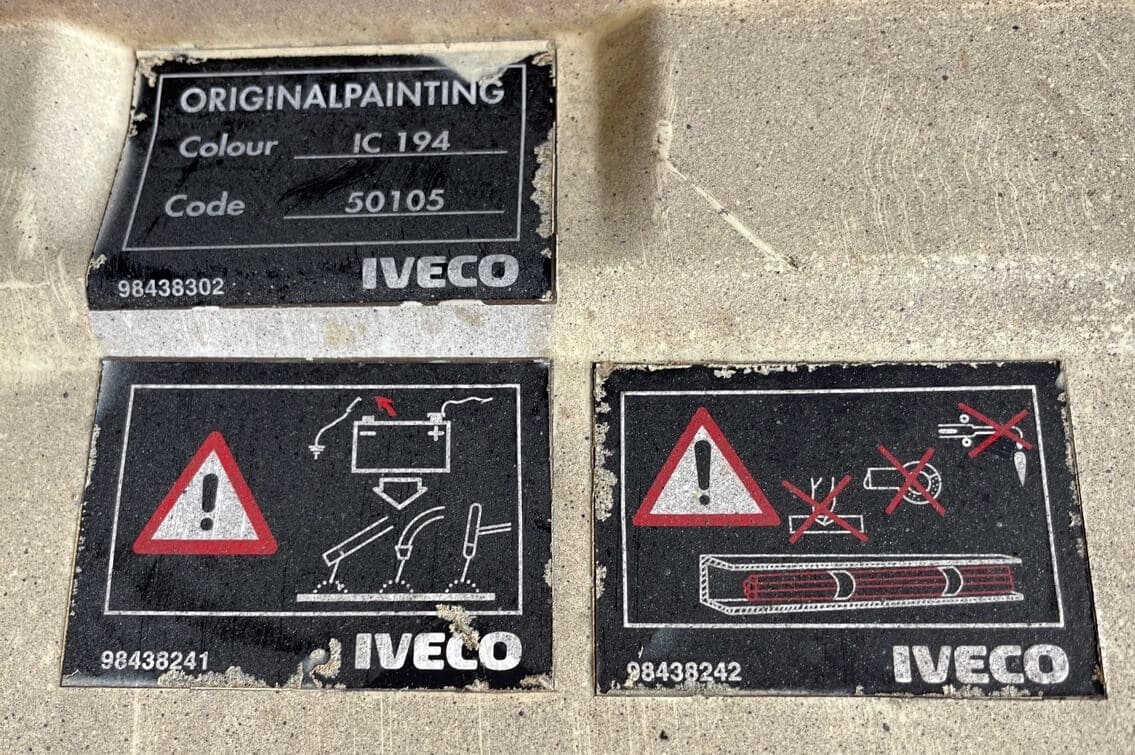 ORIGINALPAINTING
Colour IC 194
Code 50105
98438302 IVECO
98438241 IVECO
98438242 IVECO